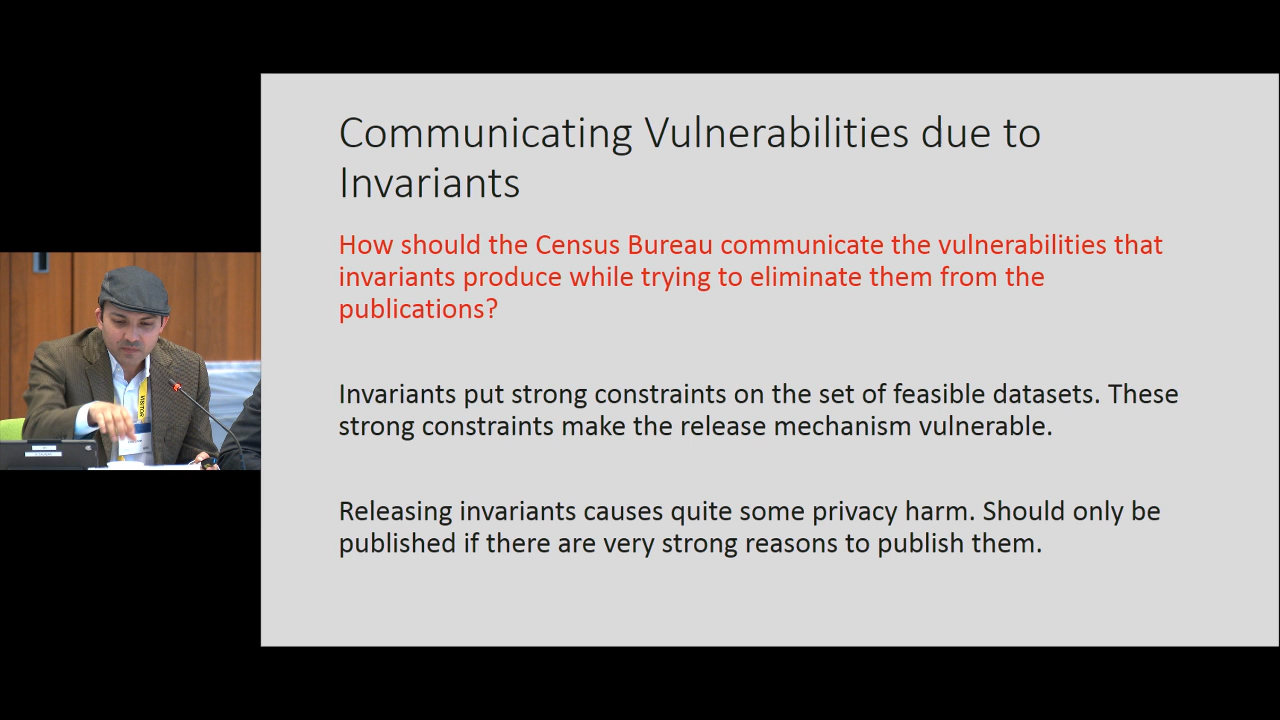 Communicating Vulnerabilities due to
Invariants
How should the Census Bureau communicate the vulnerabilities that
invariants produce while trying to eliminate them from the
publications?
Invariants put strong constraints on the set of feasible datasets. These
strong constraints make the release mechanism vulnerable.
Releasing invariants causes quite some privacy harm. Should only be
published if there are very strong reasons to publish them.
VISITOR